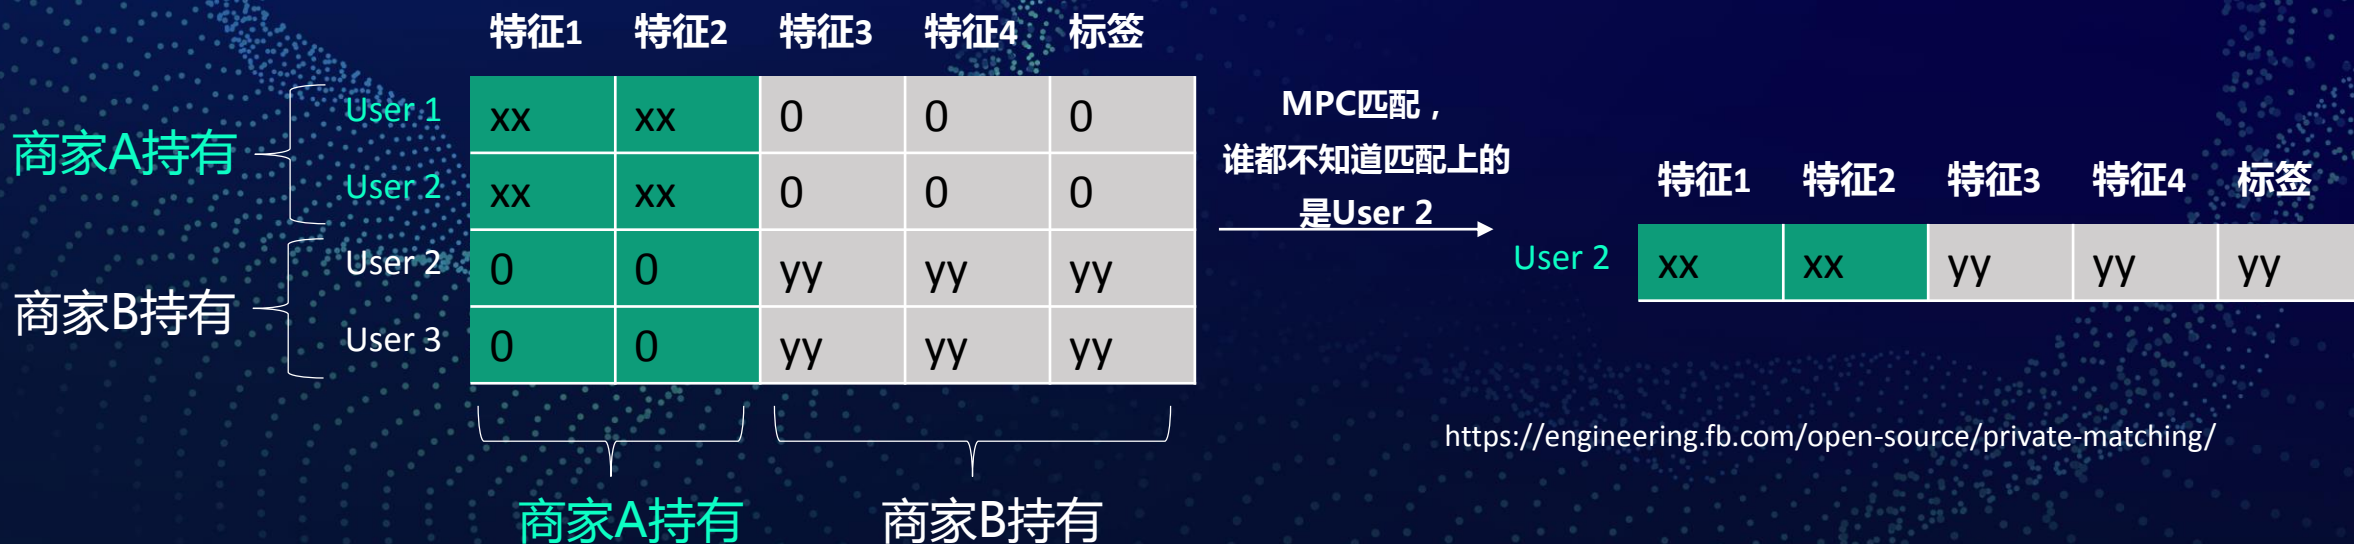 特征1 特征2 特征3 特征4 标签
商家A持有
User 1 xx xx 0 0 0
User 2 xx xx 0 0 0
商家B持有
User 2 0 0 yy yy yy
User 3 0 0 yy yy yy
商家A持有 商家B持有
MPC匹配，
谁都不知道匹配上的
是User 2
特征1 特征2 特征3 特征4 标签
User 2 xx xx yy yy yy
https://engineering.fb.com/open-source/private-matching/